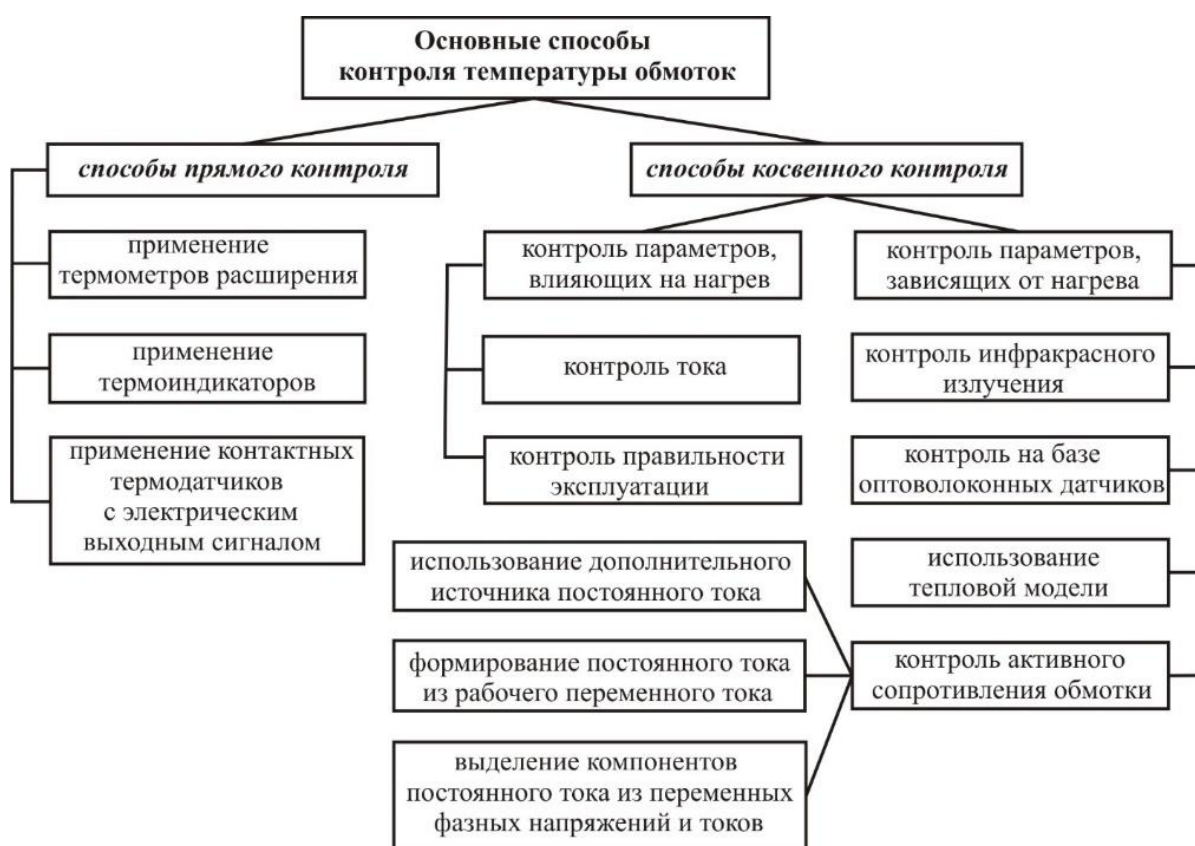 Основные способы
контроля температуры обмоток
способы прямого контроля
применение
термометров расширения
применение
термоиндикаторов
применение контактных
термодатчиков
с электрическим
выходным сигналом
способы косвенного контроля
контроль параметров,
влияющих на нагрев
контроль тока
контроль правильности
эксплуатации
контроль параметров,
зависящих от нагрева
контроль инфракрасного
излучения
контроль на базе
оптоволоконных датчиков
использование
тепловой модели
контроль активного
сопротивления обмотки
использование дополнительного
источника постоянного тока
формирование постоянного тока
из рабочего переменного тока
выделение компонентов
постоянного тока из переменных
фазных напряжений и токов